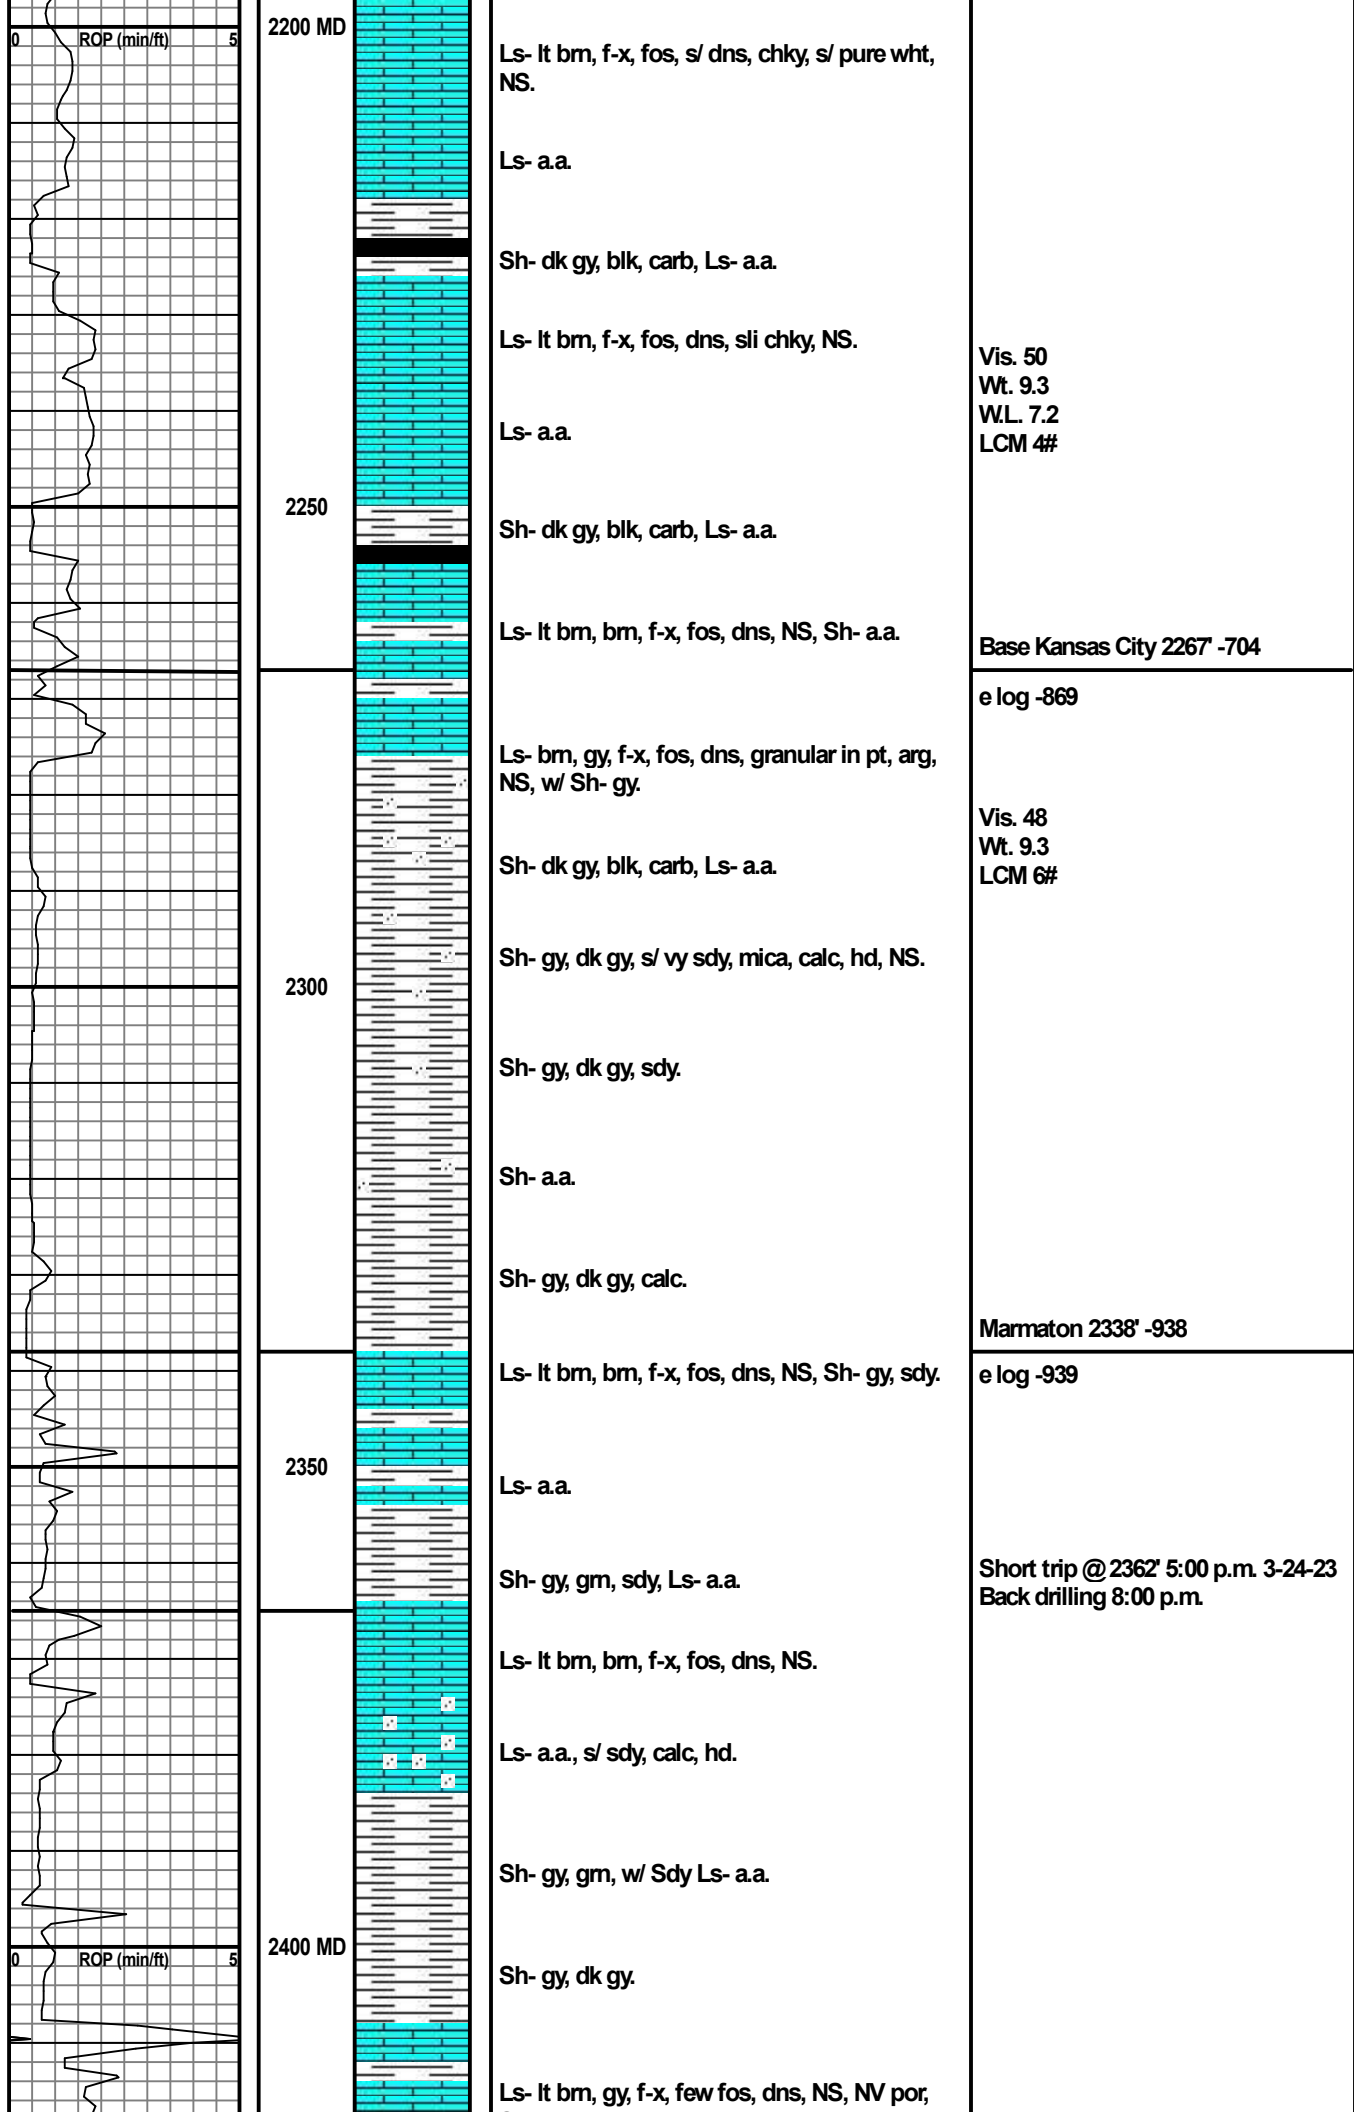 0 ROP (min/ft) 5
2200 MD
Ls- lt brn, f-x, fos, s/ dns, chky, s/ pure wht,
NS.
Ls- a.a.
Sh- dk gy, blk, carb, Ls- a.a.
Ls- lt brn, f-x, fos, dns, sli chky, NS.
Vis. 50
Wt. 9.3
W.L. 7.2
LCM 4#
Ls- a.a.
2250
Sh- dk gy, blk, carb, Ls- a.a.
Ls- lt brn, brn, f-x, fos, dns, NS, Sh- a.a.
Base Kansas City 2267' -704
e log -869
Ls- brn, gy, f-x, fos, dns, granular in pt, arg,
NS, w/ Sh- gy.
Vis. 48
Wt. 9.3
LCM 6#
Sh- dk gy, blk, carb, Ls- a.a.
Sh- gy, dk gy, s/ vy sdy, mica, calc, hd, NS.
2300
Sh- gy, dk gy, sdy.
Sh- a.a.
Sh- gy, dk gy, calc.
Marmaton 2338' -938
Ls- lt brn, brn, f-x, fos, dns, NS, Sh- gy, sdy.
e log -939
2350
Ls- a.a.
Sh- gy, grn, sdy, Ls- a.a.
Short trip @ 2362' 5:00 p.m. 3-24-23
Back drilling 8:00 p.m.
Ls- lt brn, brn, f-x, fos, dns, NS.
Ls- a.a., s/ sdy, calc, hd.
Sh- gy, grn, w/ Sdy Ls- a.a.
2400 MD
0 ROP (min/ft) 5
Sh- gy, dk gy.
Ls- lt brn, gy, f-x, few fos, dns, NS, NV por,